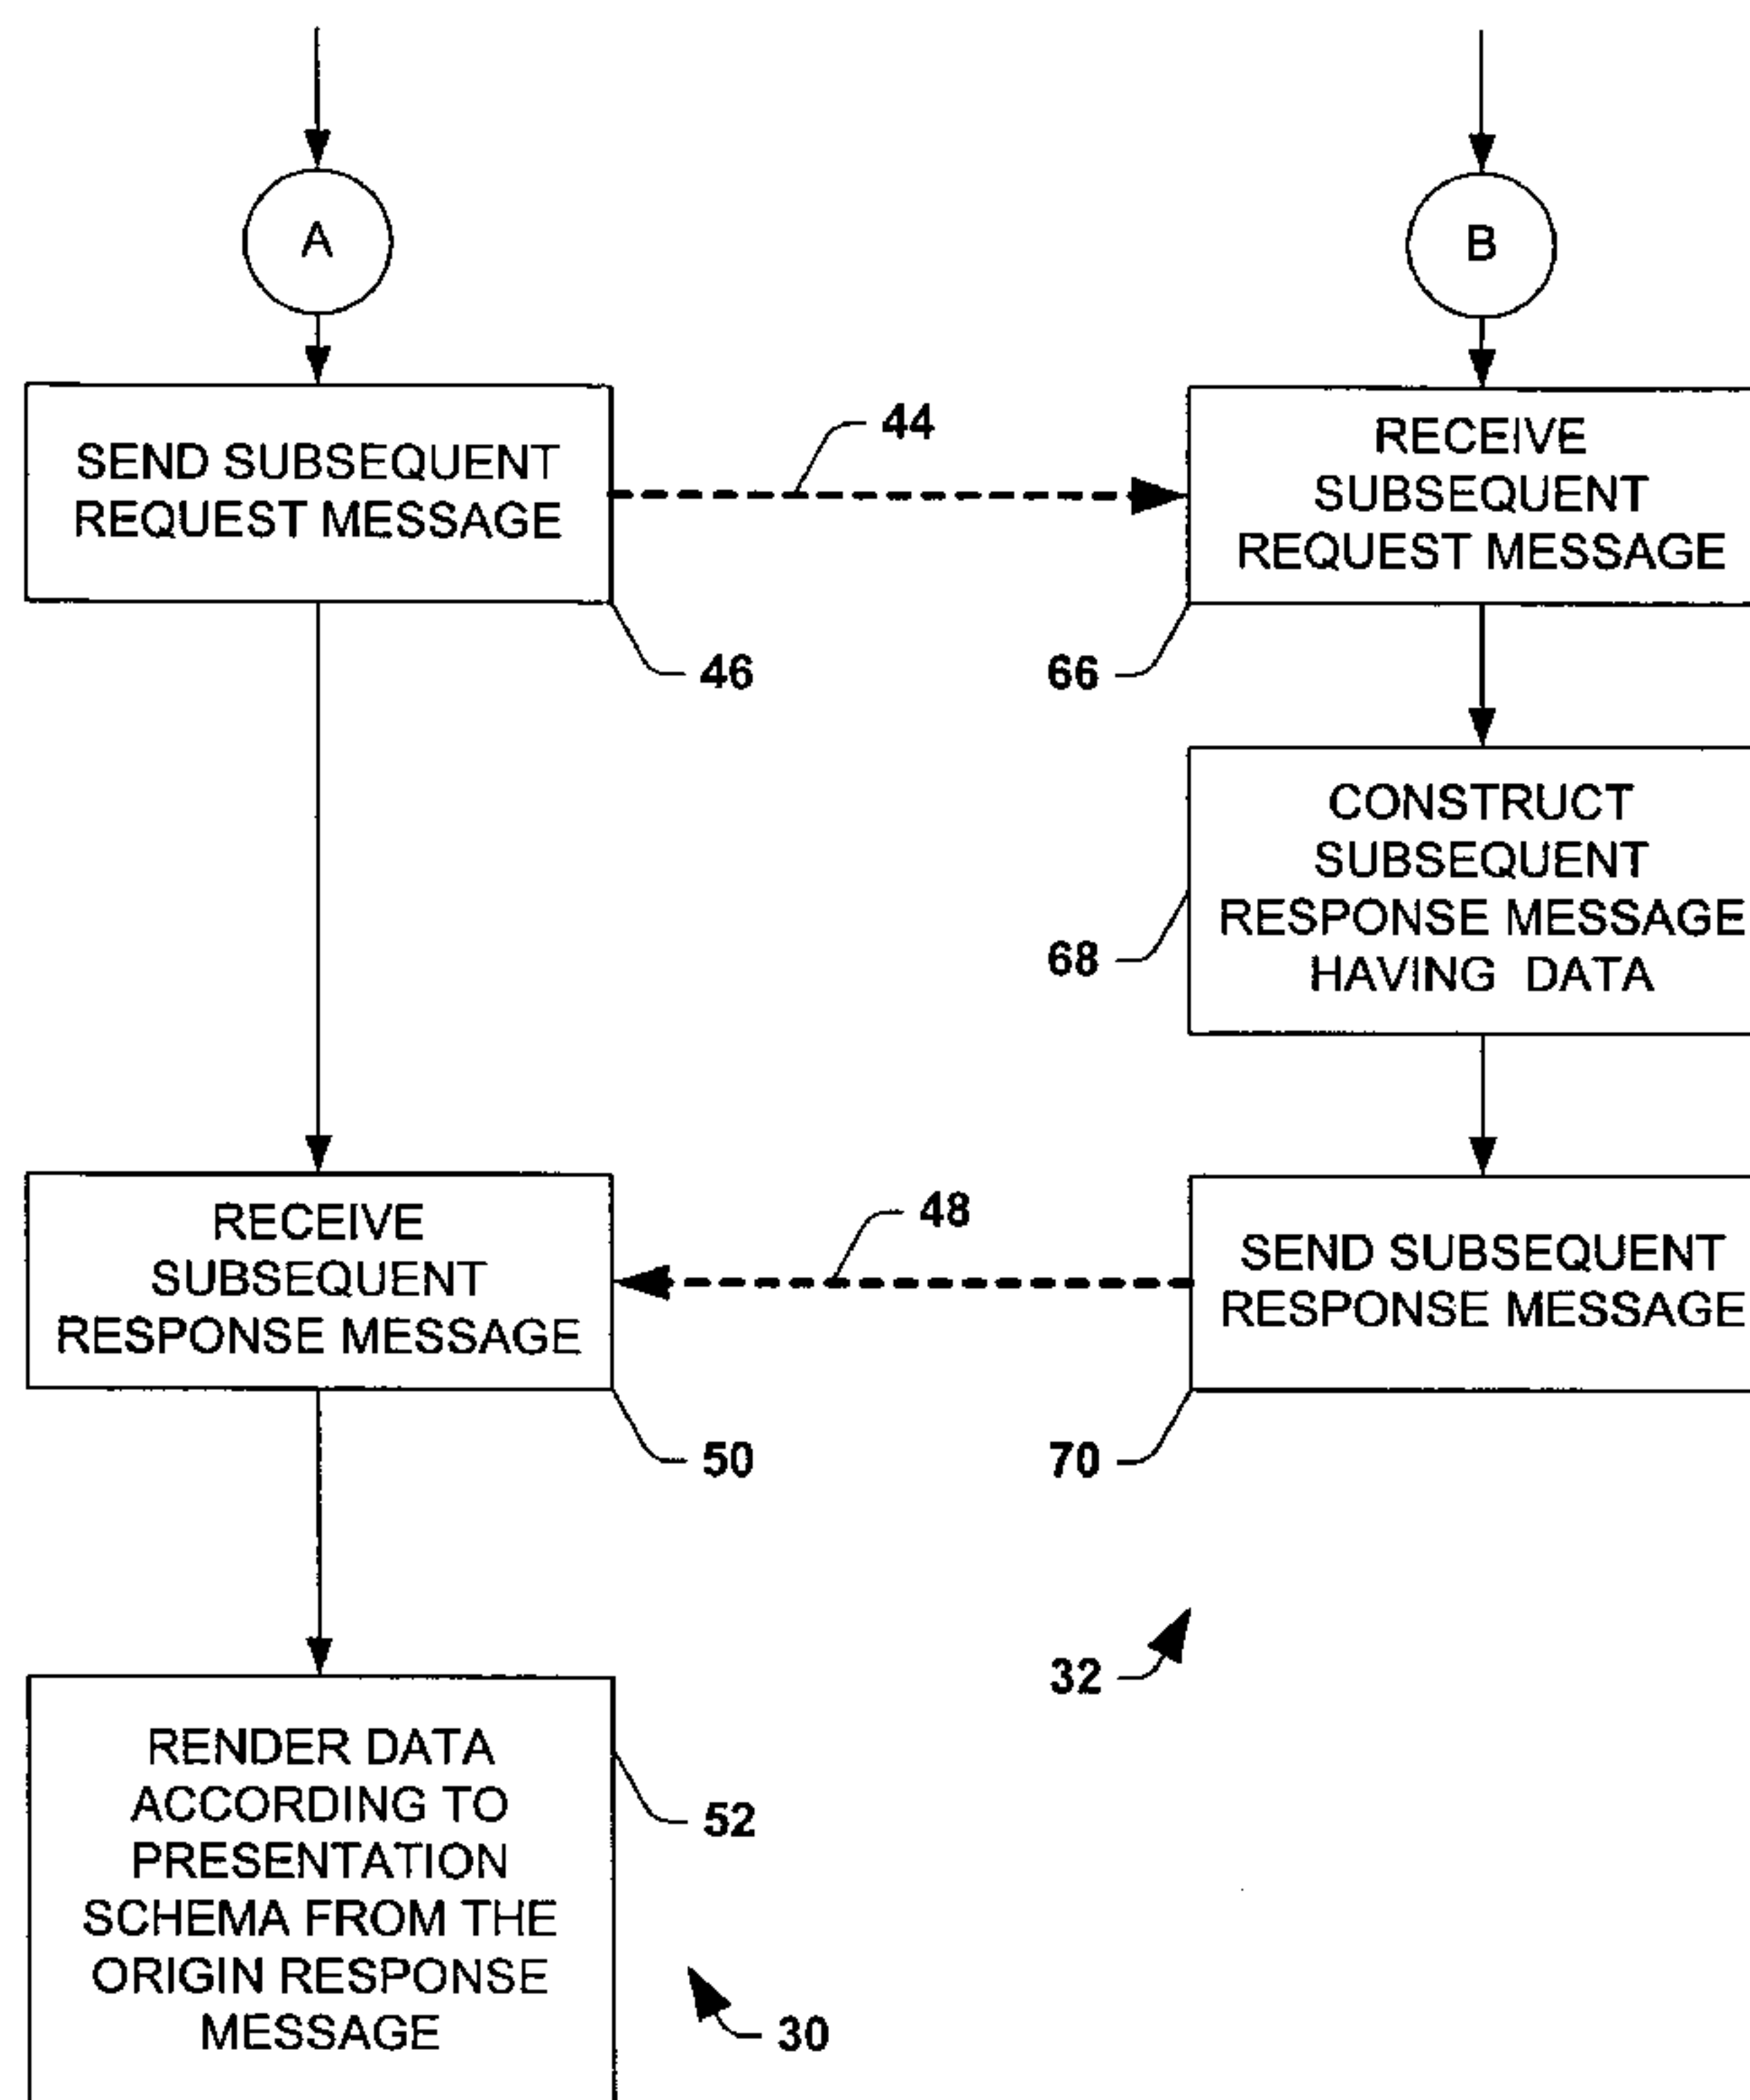 A
B
SEND SUBSEQUENT
REQUEST MESSAGE
44
RECEIVE
SUBSEQUENT
REQUEST MESSAGE
46
66
CONSTRUCT
SUBSEQUENT
RESPONSE MESSAGE
HAVING DATA
68
RECEIVE
SUBSEQUENT
RESPONSE MESSAGE
48
SEND SUBSEQUENT
RESPONSE MESSAGE
50
70
32
RENDER DATA
ACCORDING TO
PRESENTATION
SCHEMA FROM THE
ORIGIN RESPONSE
MESSAGE
52
30